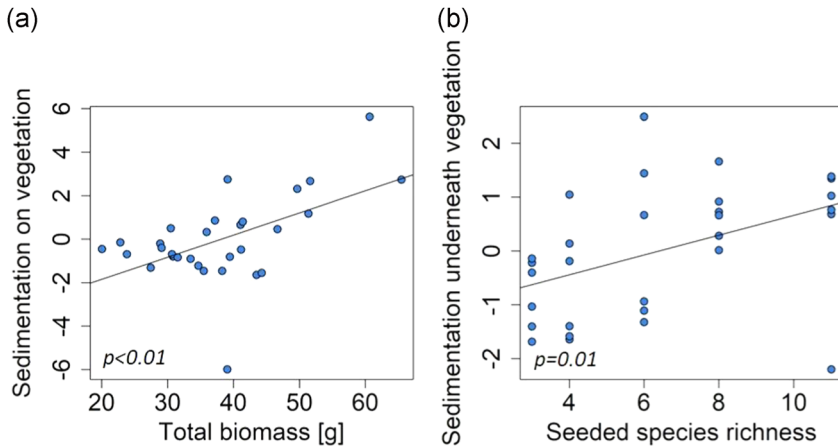 (a)
Sedimentation on vegetation
6
4
2
0
-2
-4
-6
p<0.01
20 30 40 50 60
Total biomass [g]
(b)
Sedimentation underneath vegetation
2
1
0
-1
-2
p=0.01
4 6 8 10
Seeded species richness